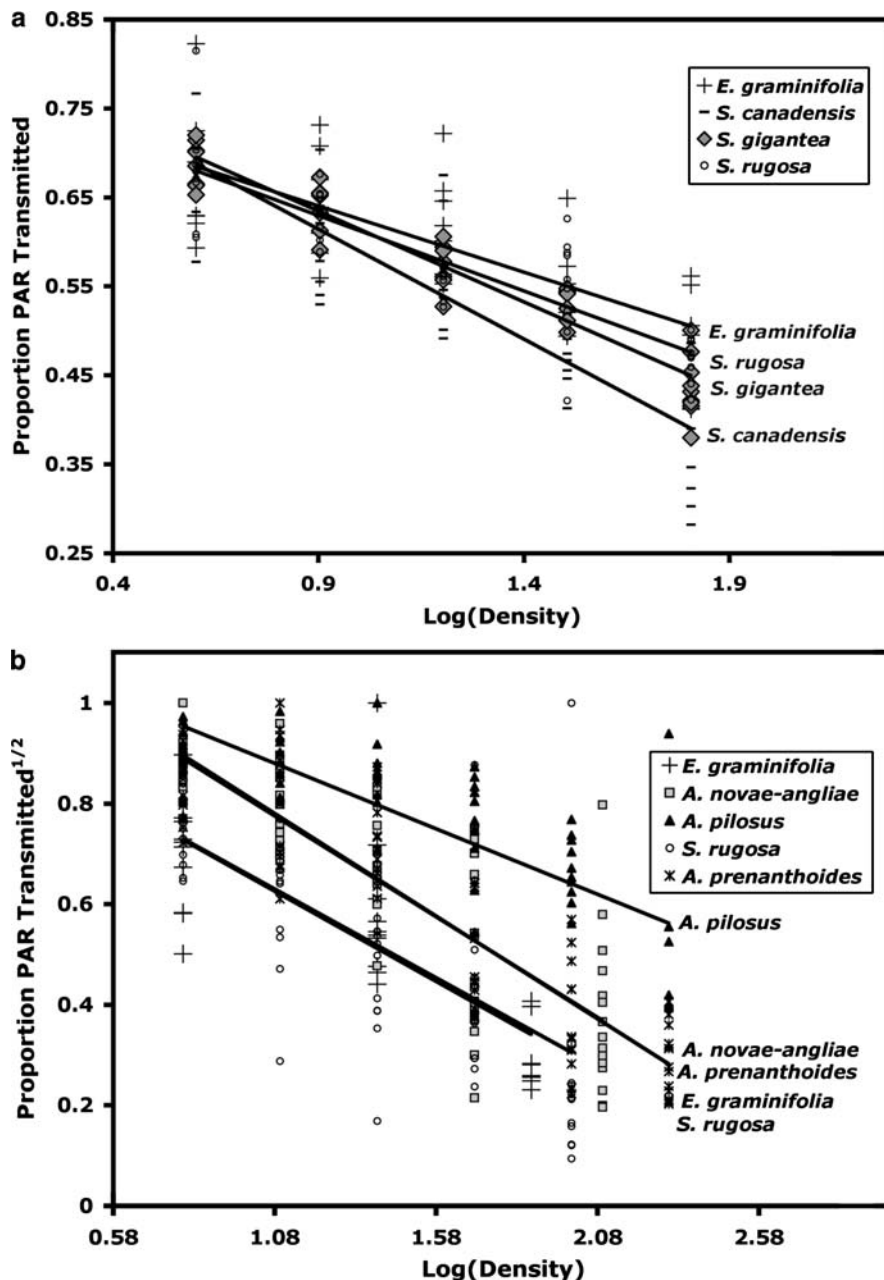 a
0.85
0.75
0.65
0.55
0.45
0.35
0.25
Proportion PAR Transmitted
E. graminifolia
S. canadensis
S. gigantea
S. rugosa
E. graminifolia
S. rugosa
S. gigantea
S. canadensis
0.4 0.9 1.4 1.9
Log(Density)
b
1
0.8
0.6
0.4
0.2
0
Proportion PAR Transmitted1/2
E. graminifolia
A. novae-angliae
A. pilosus
S. rugosa
A. prenanthoides
A. pilosus
A. novae-angliae
A. prenanthoides
E. graminifolia
S. rugosa
0.58 1.08 1.58 2.08 2.58
Log(Density)